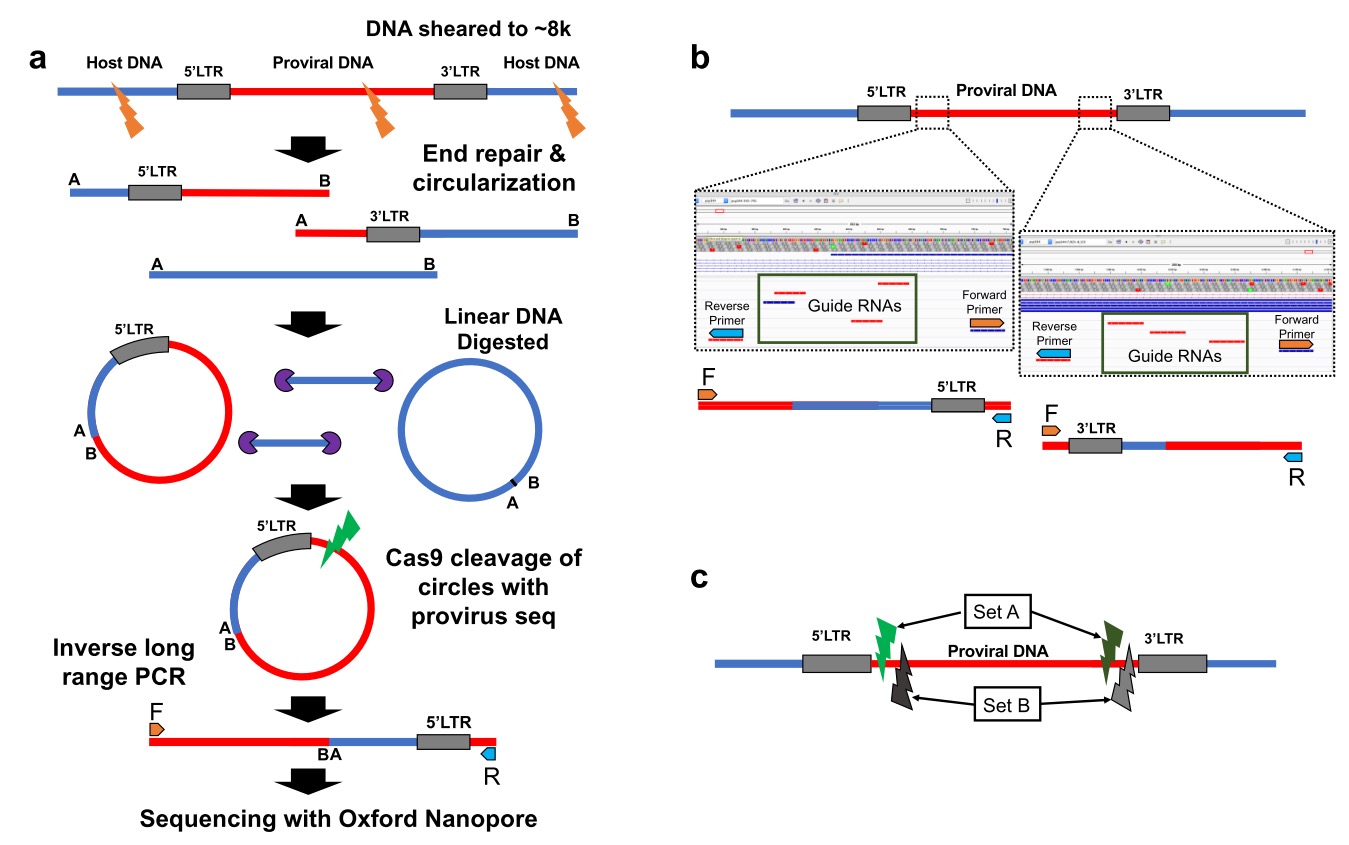 a
DNA sheared to ~8k
Host DNA
5'LTR
Proviral DNA
3'LTR
Host DNA
End repair &
circularization
A
5'LTR
B
A
3'LTR
B
A
B
5'LTR
A
B
Linear DNA
Digested
B
A
5'LTR
A
B
Cas9 cleavage of
circles with
provirus seq
Inverse long
range PCR
F
5'LTR
BA
R
Sequencing with Oxford Nanopore
b
5'LTR
Proviral DNA
3'LTR
Reverse
Primer
Guide RNAs
Forward
Primer
Reverse
Primer
Guide RNAs
Forward
Primer
F
5'LTR
R
F
3'LTR
R
c
Set A
5'LTR
Proviral DNA
3'LTR
Set B